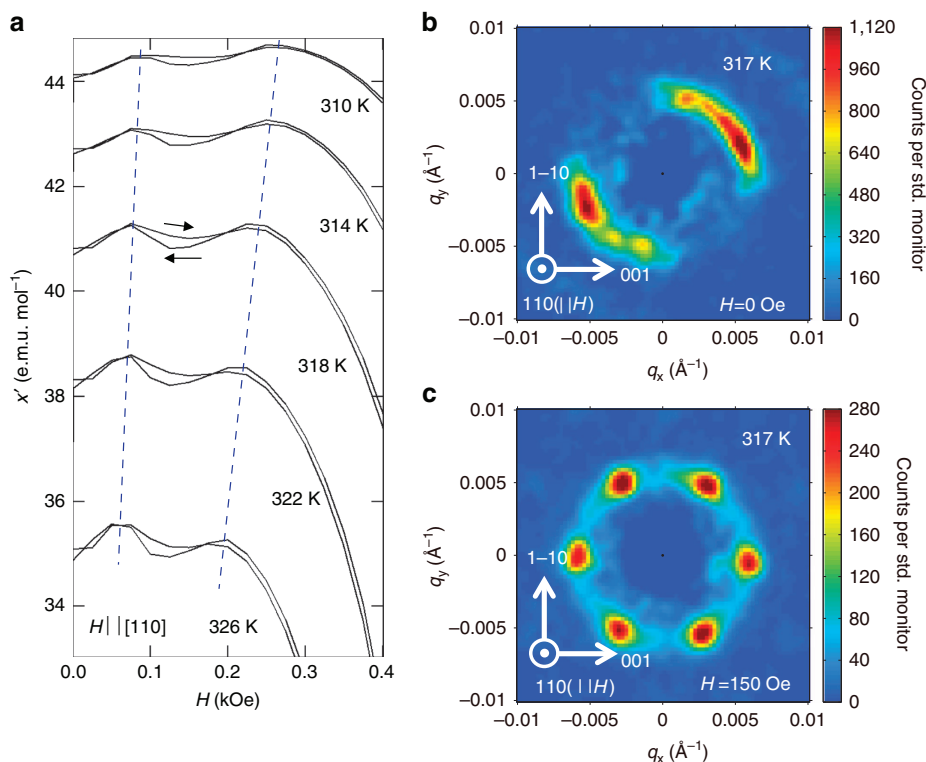 a
44
42
40
38
36
34
χ′ (e.m.u. mol−1)
310 K
314 K
318 K
322 K
326 K
H||[110]
0.0
0.1
0.2
0.3
0.4
H (kOe)
b
0.01
0.005
0
−0.005
−0.01
qy (Å−1)
317 K
1–10
001
110(||H)
H=0 Oe
−0.01
−0.005
0
0.005
0.01
qx (Å−1)
1,120
960
800
640
480
320
160
0
Counts per std. monitor
c
0.01
0.005
0
−0.005
−0.01
qy (Å−1)
317 K
1–10
001
110(||H)
H=150 Oe
−0.01
−0.005
0
0.005
0.01
qx (Å−1)
280
240
200
160
120
80
40
0
Counts per std. monitor